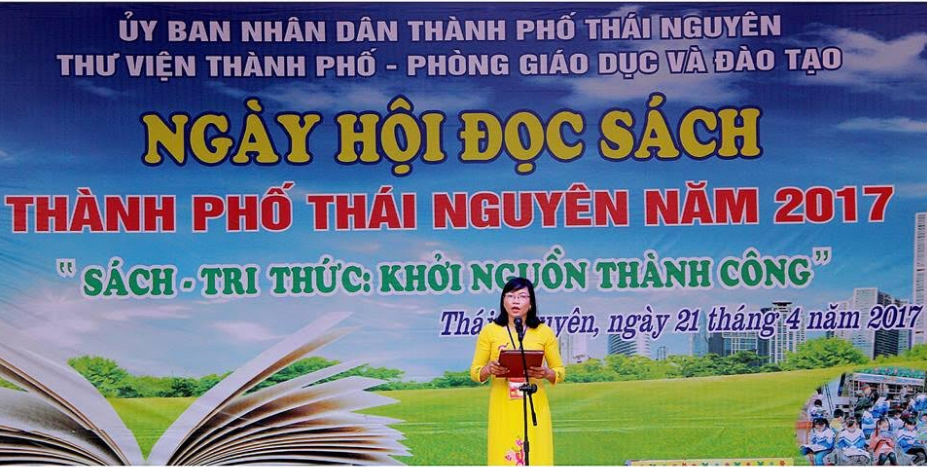 ỦY BAN NHÂN DÂN THÀNH PHỐ THÁI NGUYÊN
THƯ VIỆN THÀNH PHỐ - PHÒNG GIÁO DỤC VÀ ĐÀO TẠO
NGÀY HỘI ĐỌC SÁCH
THÀNH PHỐ THÁI NGUYÊN NĂM 2017
“ SÁCH - TRI THỨC: KHỞI NGUỒN THÀNH CÔNG”
Thái Nguyên, ngày 21 tháng 4 năm 2017